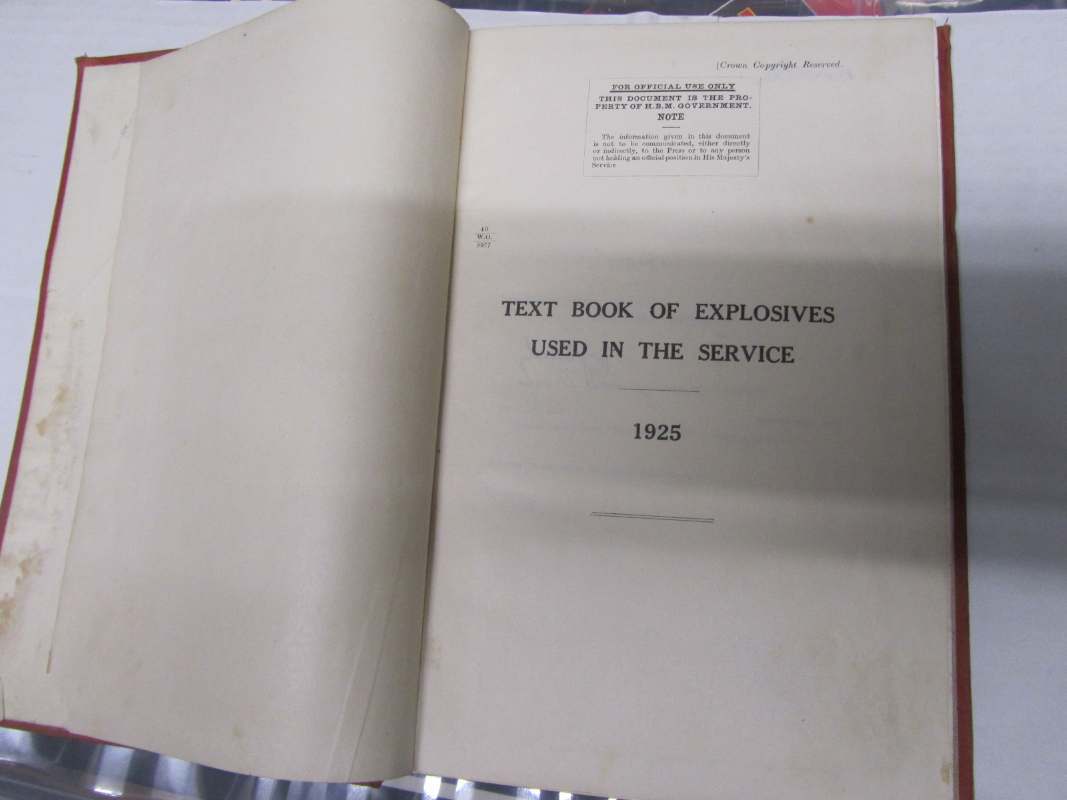 [Crown Copyright Reserved.
FOR OFFICIAL USE ONLY
THIS DOCUMENT IS THE PRO-
PERTY OF H.B.M. GOVERNMENT.
NOTE
The information given in this document
is not to be communicated, either directly
or indirectly, to the Press or to any person
not holding an official position in His Majesty's
Service
40
W.O.
TEXT BOOK OF EXPLOSIVES
USED IN THE SERVICE
1925